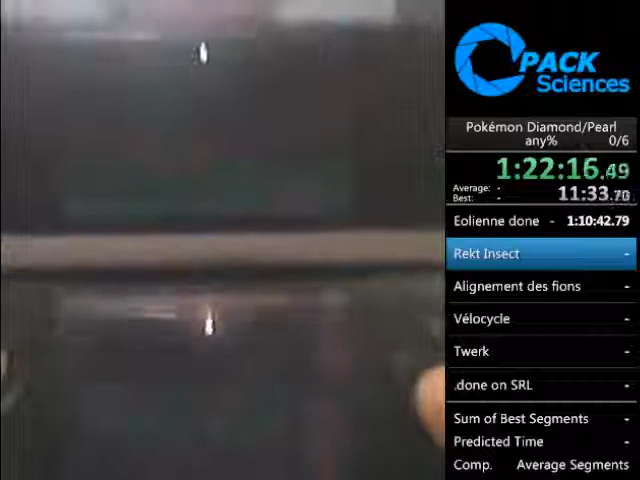 PACK
Sciences
Pokémon Diamond/Pearl
any% 0/6
1:22:16.49
Average: -
Best: -
11:33.70
Eolienne done - 1:10:42.79
Rekt Insect -
Alignement des fions -
Vélocycle -
Twerk -
.done on SRL -
Sum of Best Segments -
Predicted Time -
Comp. Average Segments